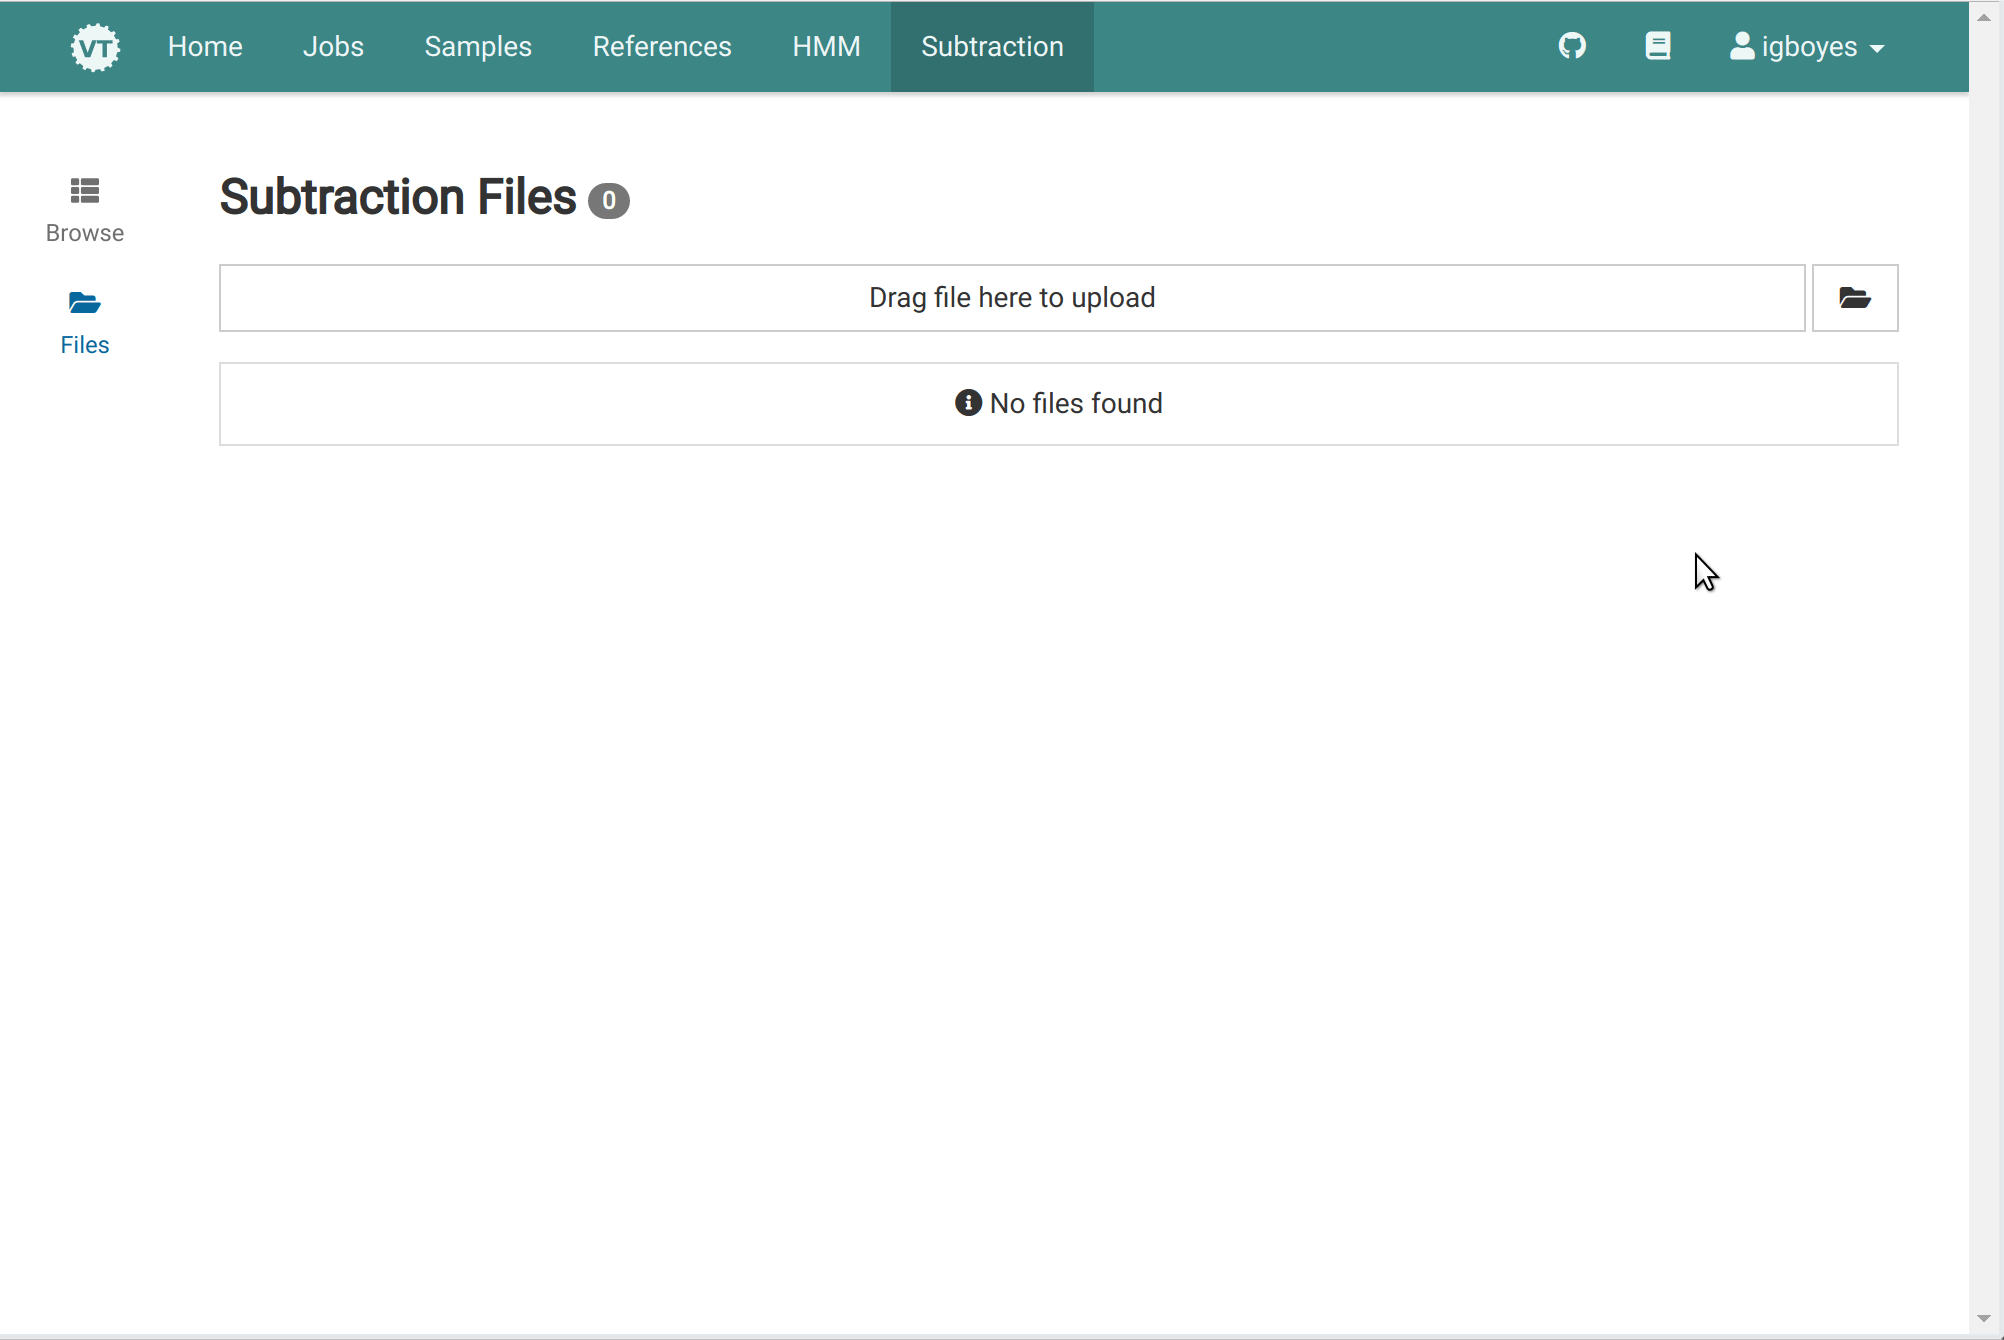 VT Home Jobs Samples References HMM Subtraction igboyes
Browse
Files
Subtraction Files 0
Drag file here to upload
No files found